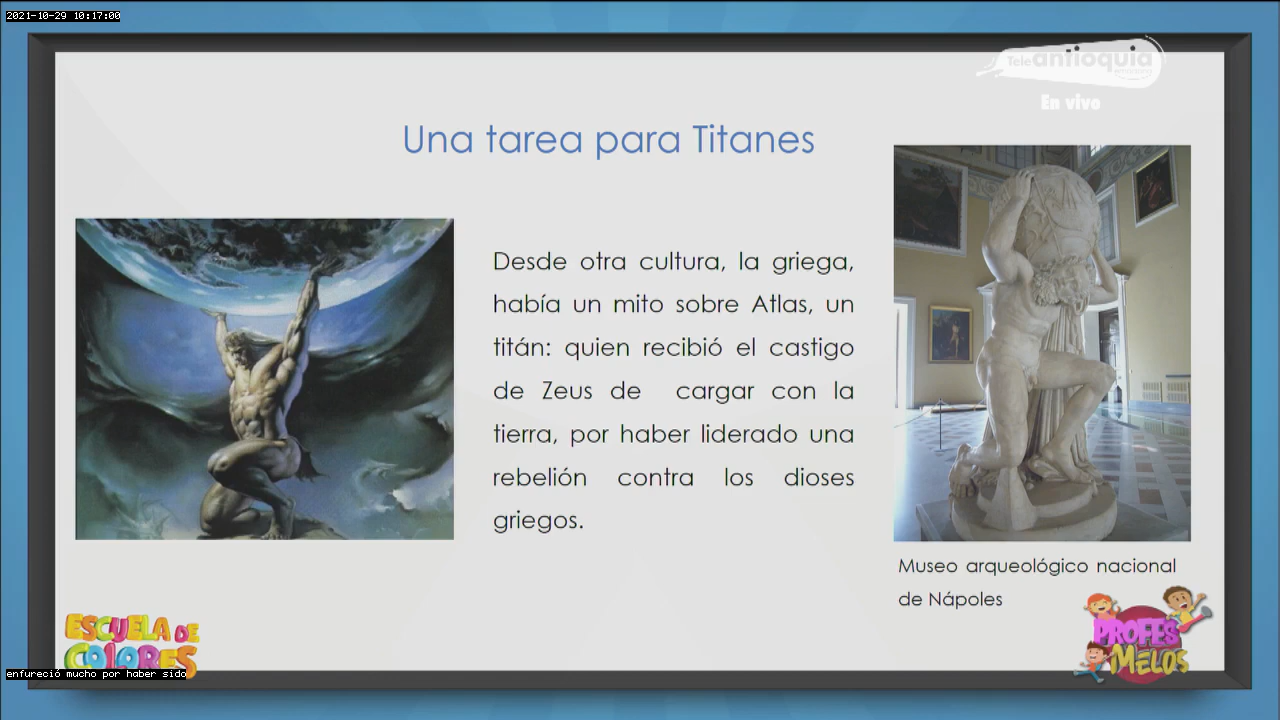 2021-10-29 10:17:00
Teleantioquia
En vivo
Una tarea para Titanes
Desde otra cultura, la griega,
había un mito sobre Atlas, un
titán: quien recibió el castigo
de Zeus de cargar con la
tierra, por haber liderado una
rebelión contra los dioses
griegos.
Museo arqueológico nacional
de Nápoles
ESCUELA DE
COLORES
PROFES
MELOS
enfureció mucho por haber sido